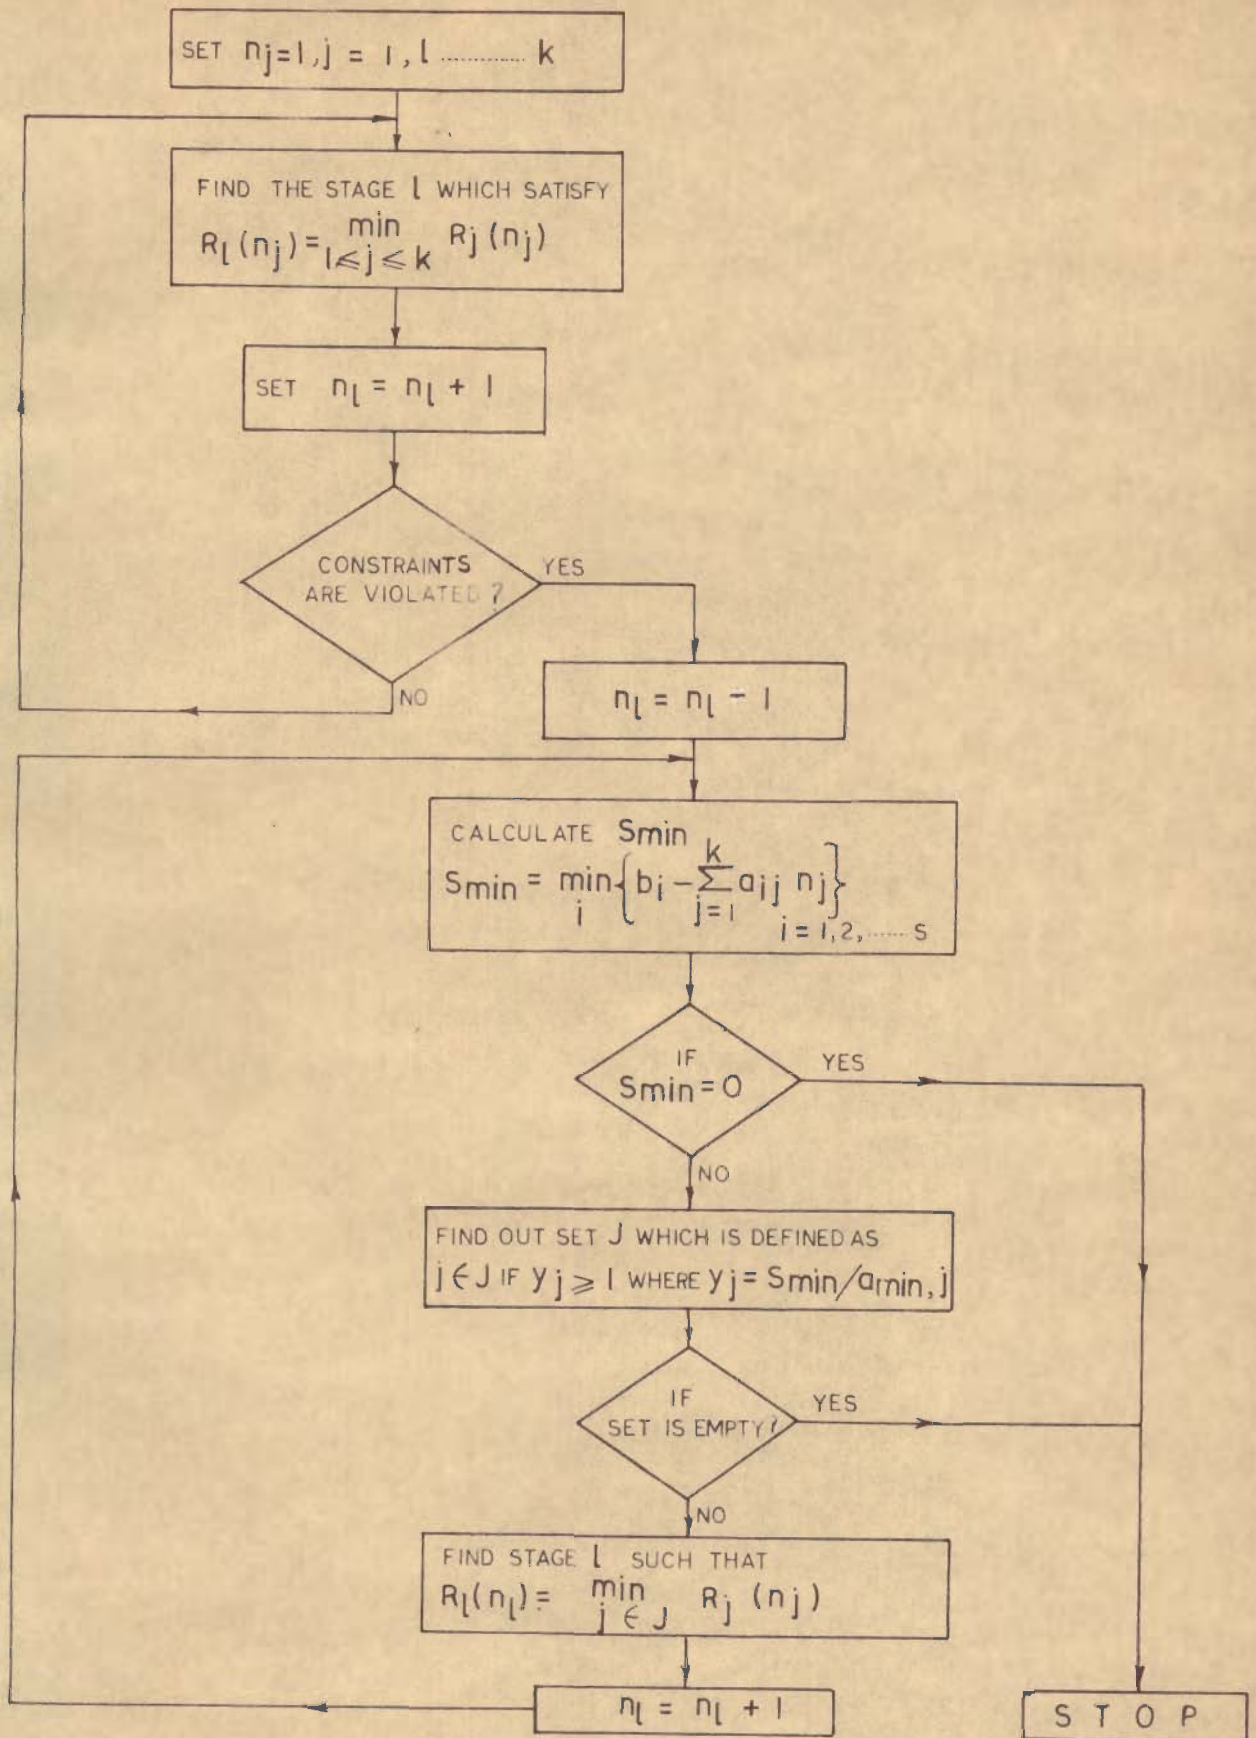 SET nj=1, j = 1, l ............ k
FIND THE STAGE l WHICH SATISFY
Rl (nj) = min 1⩽j⩽k Rj (nj)
SET nl = nl + 1
CONSTRAINTS
ARE VIOLATED ?
YES
NO
nl = nl - 1
CALCULATE Smin
Smin = min i { bi - k Σ j=1 aij nj }
i = 1,2, ...... s
IF
Smin = 0
YES
NO
FIND OUT SET J WHICH IS DEFINED AS
j ∈ J IF yj ⩾ 1 WHERE yj = Smin/amin, j
IF
SET IS EMPTY?
YES
NO
FIND STAGE l SUCH THAT
Rl(nl) = min j ∈ J Rj (nj)
nl = nl + 1
STOP